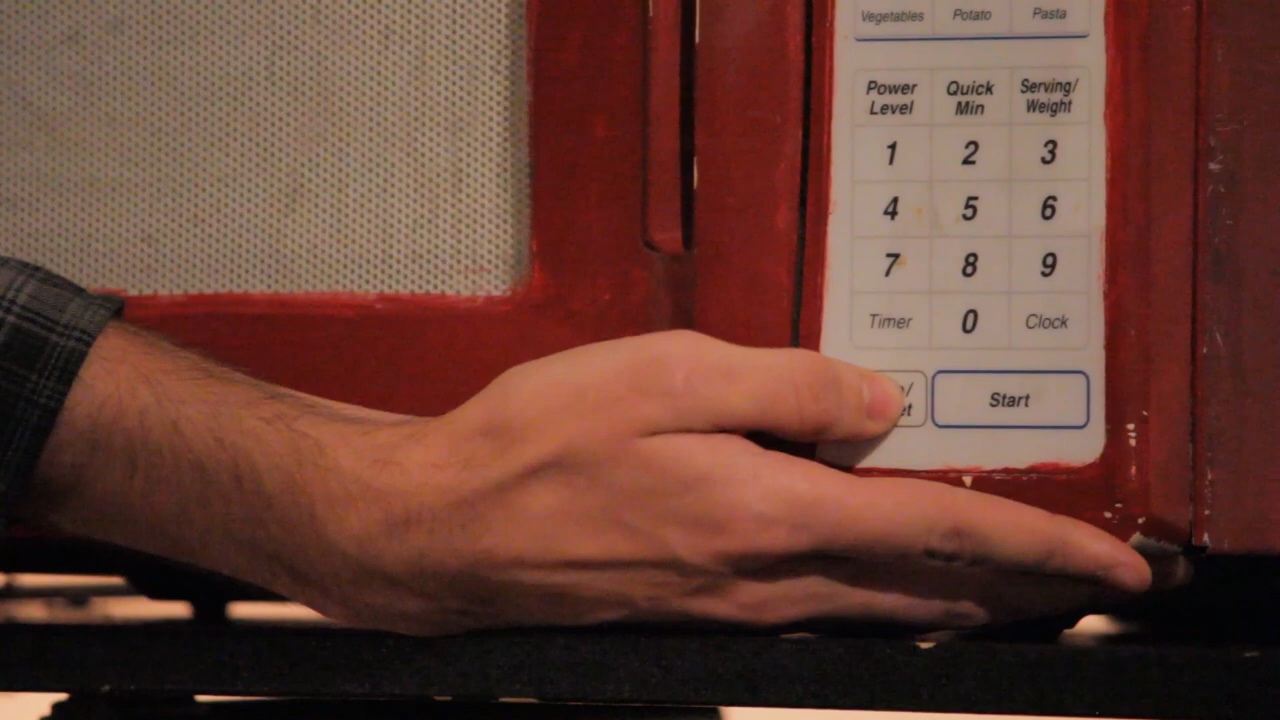 Vegetables Potato Pasta
Power Level Quick Min Serving/ Weight
1 2 3
4 5 6
7 8 9
Timer 0 Clock
Start